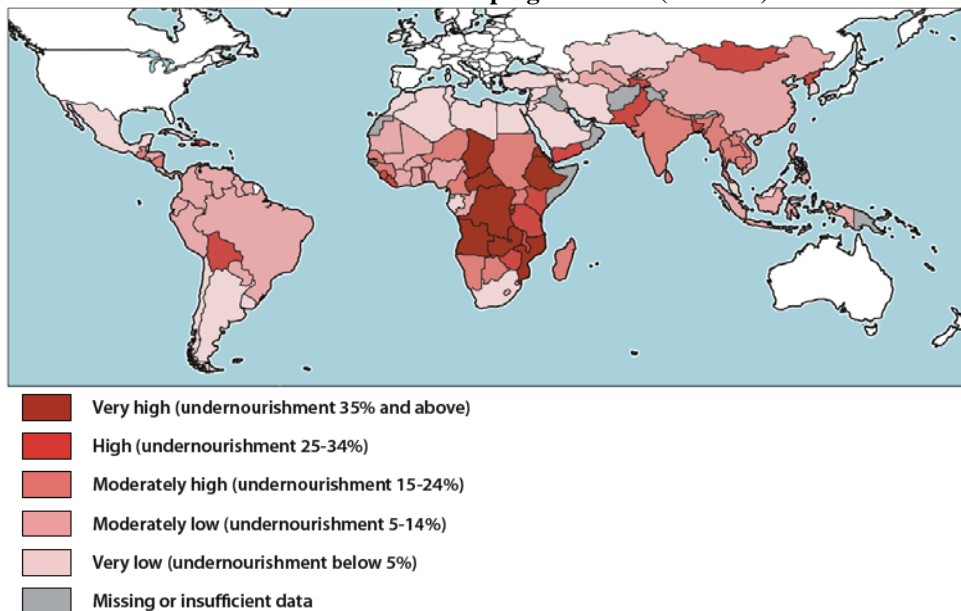 Very high (undernourishment 35% and above)
High (undernourishment 25-34%)
Moderately high (undernourishment 15-24%)
Moderately low (undernourishment 5-14%)
Very low (undernourishment below 5%)
Missing or insufficient data